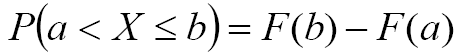 P(a < X ≤ b) = F(b) − F(a)